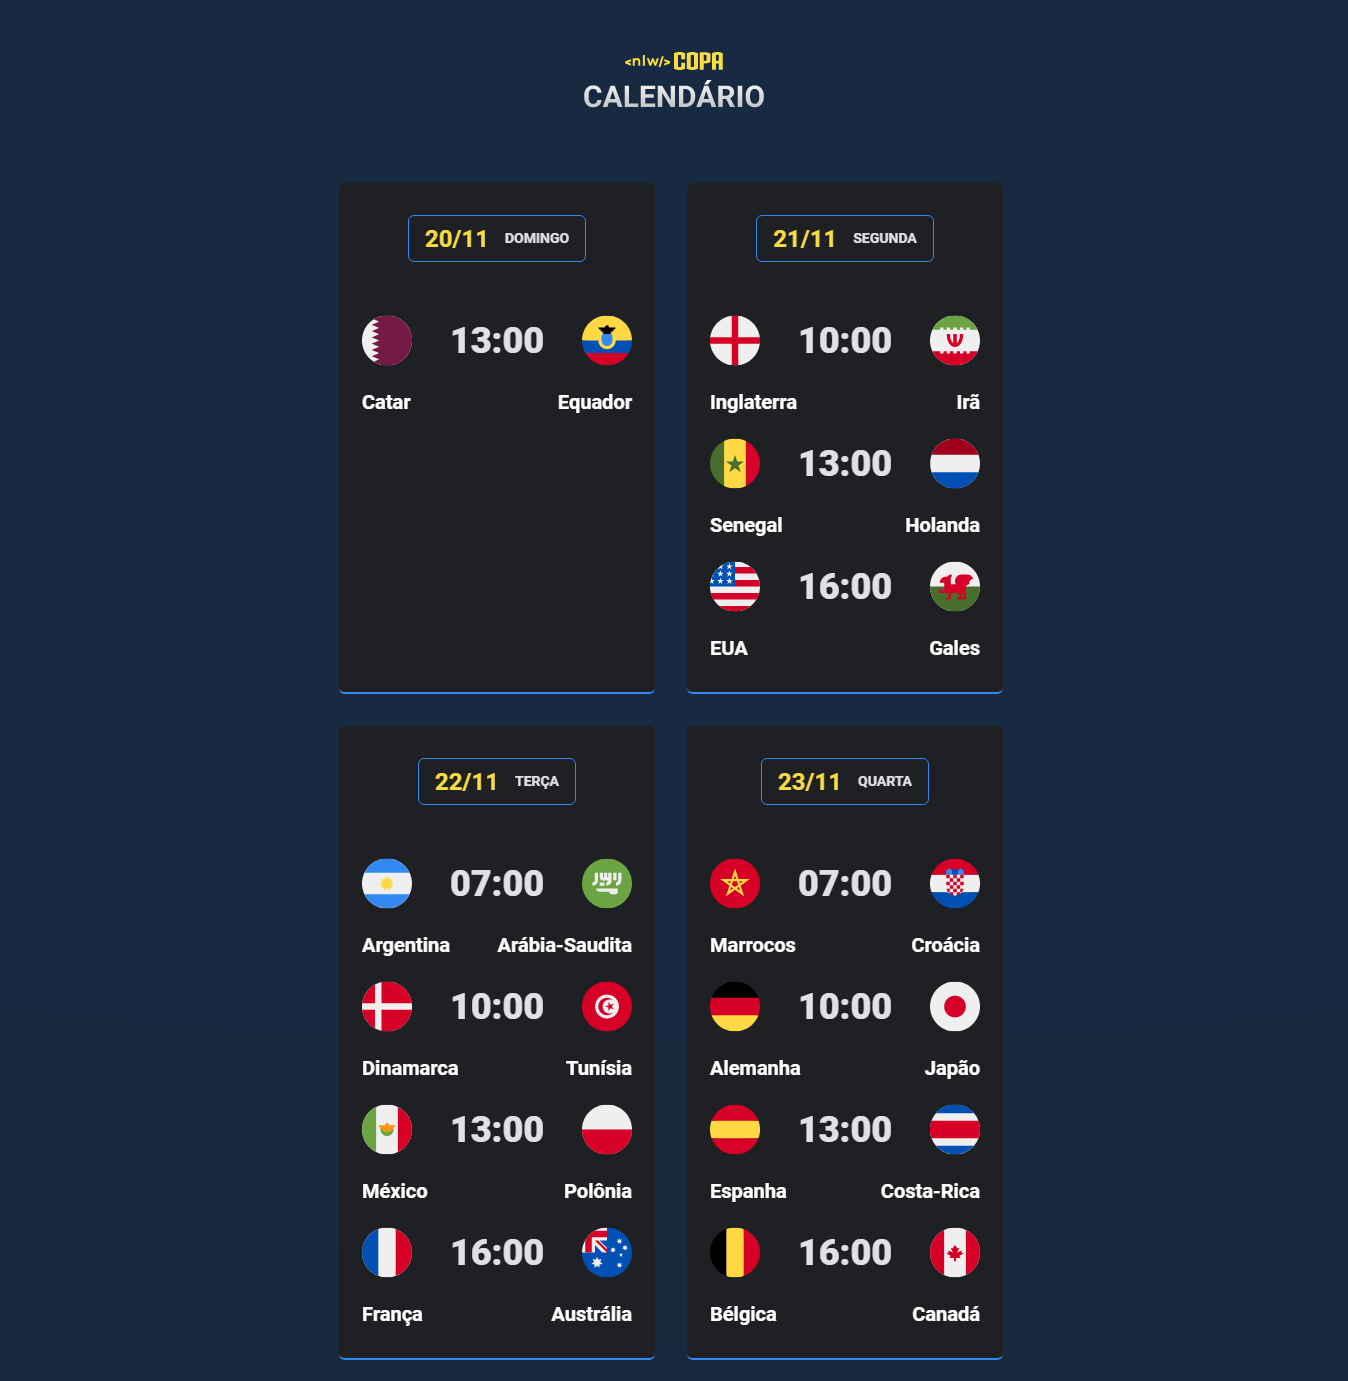 <nlw/> COPA
CALENDÁRIO
20/11 DOMINGO
13:00
Catar Equador
21/11 SEGUNDA
10:00
Inglaterra Irã
13:00
Senegal Holanda
16:00
EUA Gales
22/11 TERÇA
07:00
Argentina Arábia-Saudita
10:00
Dinamarca Tunísia
13:00
México Polônia
16:00
França Austrália
23/11 QUARTA
07:00
Marrocos Croácia
10:00
Alemanha Japão
13:00
Espanha Costa-Rica
16:00
Bélgica Canadá